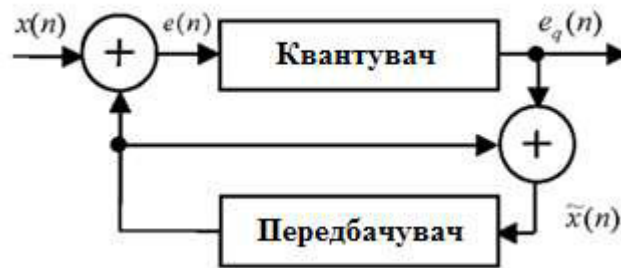 x(n)
e(n)
Квантувач
e_q(n)
+
+
Передбачувач
x̃(n)